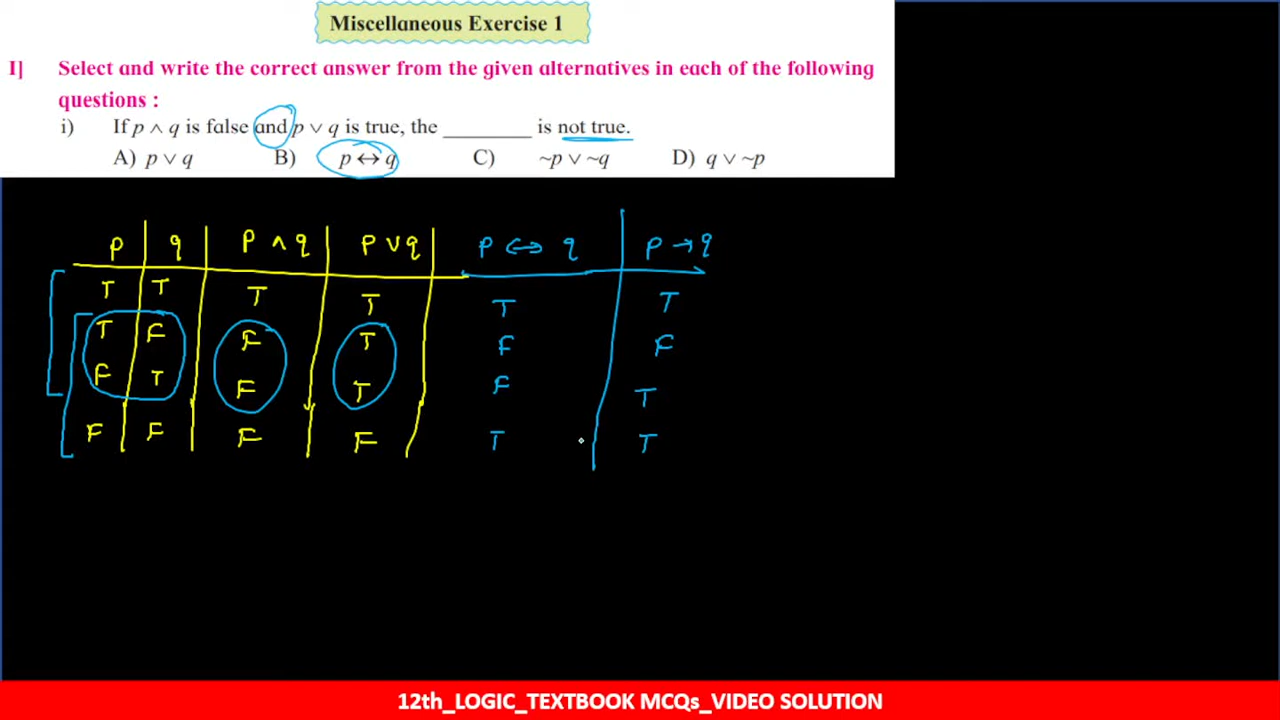 Miscellaneous Exercise 1
I] Select and write the correct answer from the given alternatives in each of the following
questions :
i) If p ∧ q is false and p ∨ q is true, the ________ is not true.
A) p ∨ q B) p ↔ q C) ~p ∨ ~q D) q ∨ ~p
p q p ∧ q p ∨ q p ↔ q p → q
T T T T T T
T F F T F F
F T F T F T
F F F F T T
12th_LOGIC_TEXTBOOK MCQs_VIDEO SOLUTION